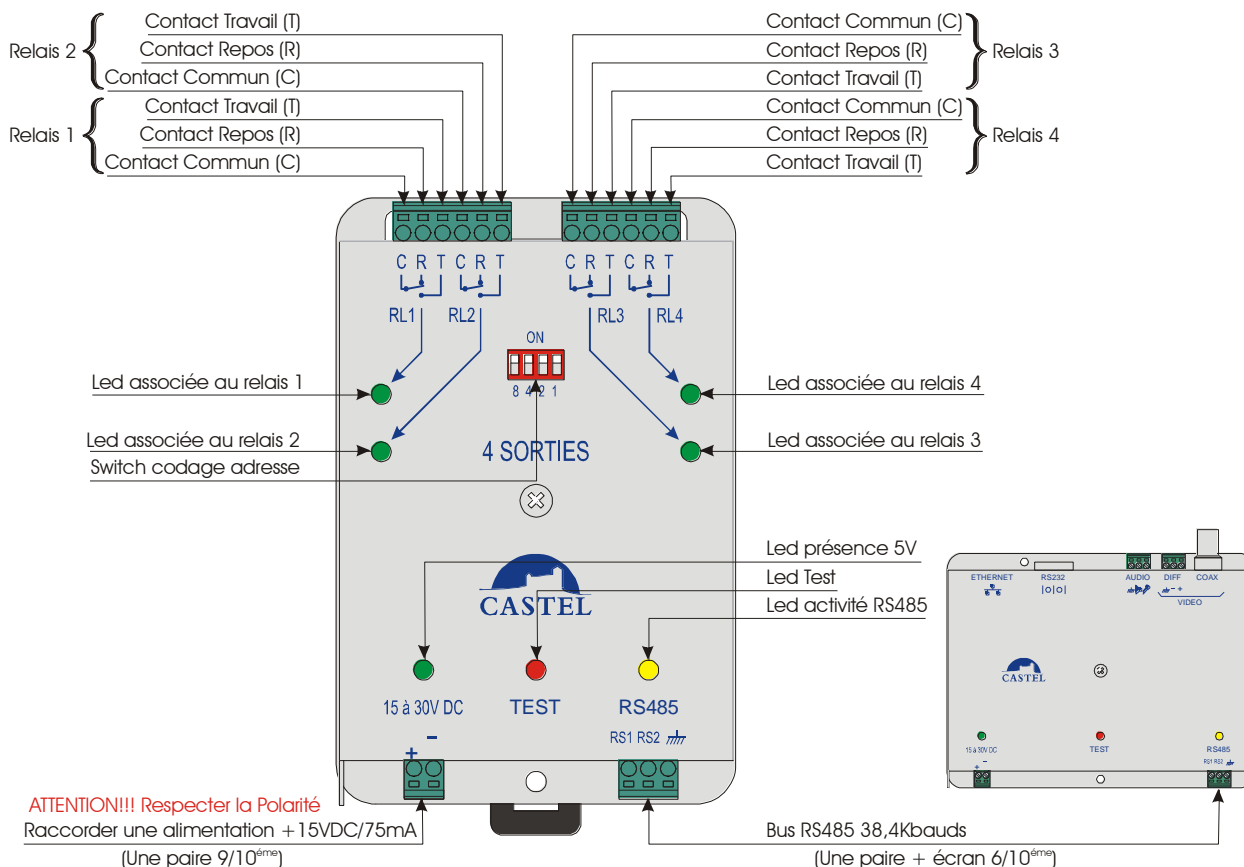 Relais 2
Contact Travail (T)
Contact Repos (R)
Contact Commun (C)
Relais 1
Contact Travail (T)
Contact Repos (R)
Contact Commun (C)
Contact Commun (C)
Contact Repos (R)
Contact Travail (T)
Relais 3
Contact Commun (C)
Contact Repos (R)
Contact Travail (T)
Relais 4
C R T C R T
C R T C R T
RL1 RL2
RL3 RL4
ON
8 4 2 1
Led associée au relais 1
Led associée au relais 2
Switch codage adresse
Led associée au relais 4
Led associée au relais 3
4 SORTIES
CASTEL
Led présence 5V
Led Test
Led activité RS485
15 à 30V DC
TEST
RS485
+ −
RS1 RS2
ETHERNET
RS232
|o|o|
AUDIO
DIFF
COAX
- +
VIDEO
CASTEL
15 à 30V DC
TEST
RS485
+ −
RS1 RS2
ATTENTION!!! Respecter la Polarité
Raccorder une alimentation +15VDC/75mA
(Une paire 9/10éme)
Bus RS485 38,4Kbauds
(Une paire + écran 6/10éme)